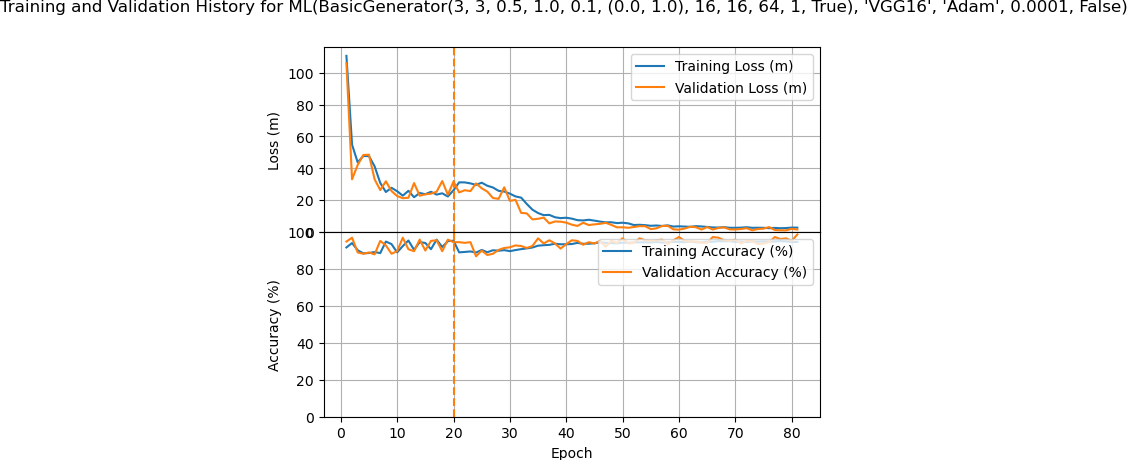 Training and Validation History for ML(BasicGenerator(3, 3, 0.5, 1.0, 0.1, (0.0, 1.0), 16, 16, 64, 1, True), 'VGG16', 'Adam', 0.0001, False)
Loss (m)
100
80
60
40
20
0
Training Loss (m)
Validation Loss (m)
Accuracy (%)
100
80
60
40
20
0
Training Accuracy (%)
Validation Accuracy (%)
0 10 20 30 40 50 60 70 80
Epoch